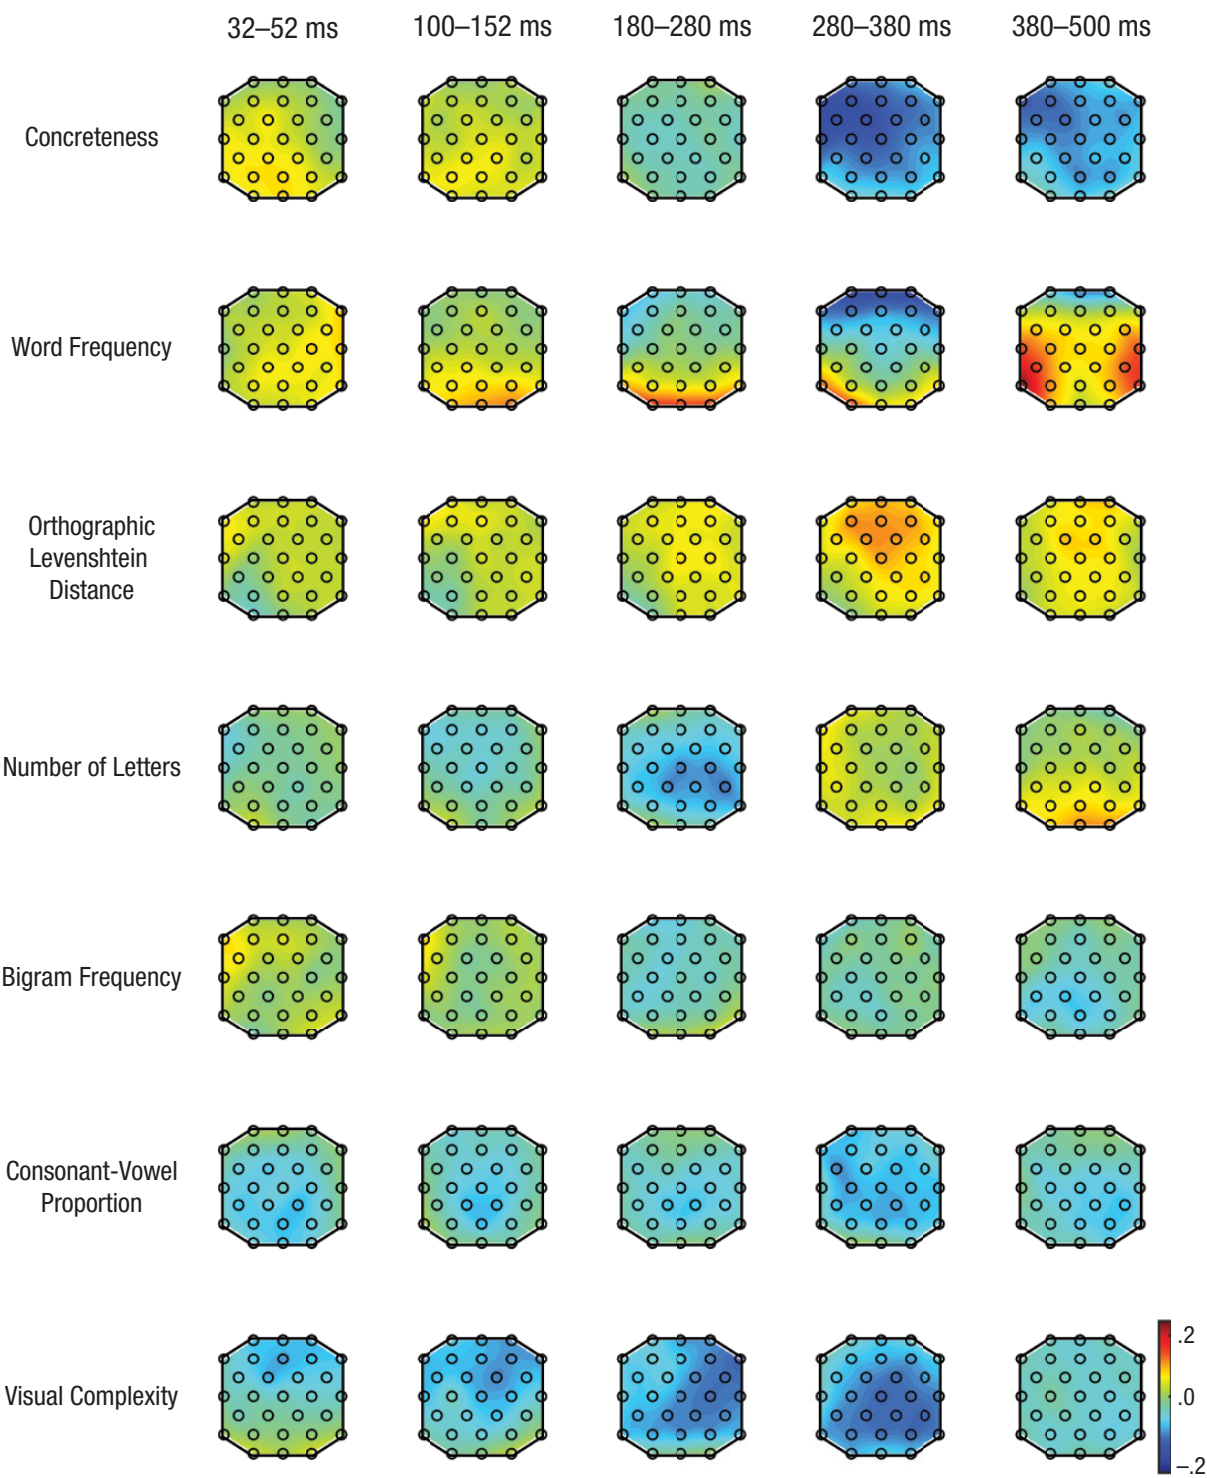 32–52 ms 100–152 ms 180–280 ms 280–380 ms 380–500 ms
Concreteness
Word Frequency
Orthographic
Levenshtein
Distance
Number of Letters
Bigram Frequency
Consonant-Vowel
Proportion
Visual Complexity
.2
.0
–.2